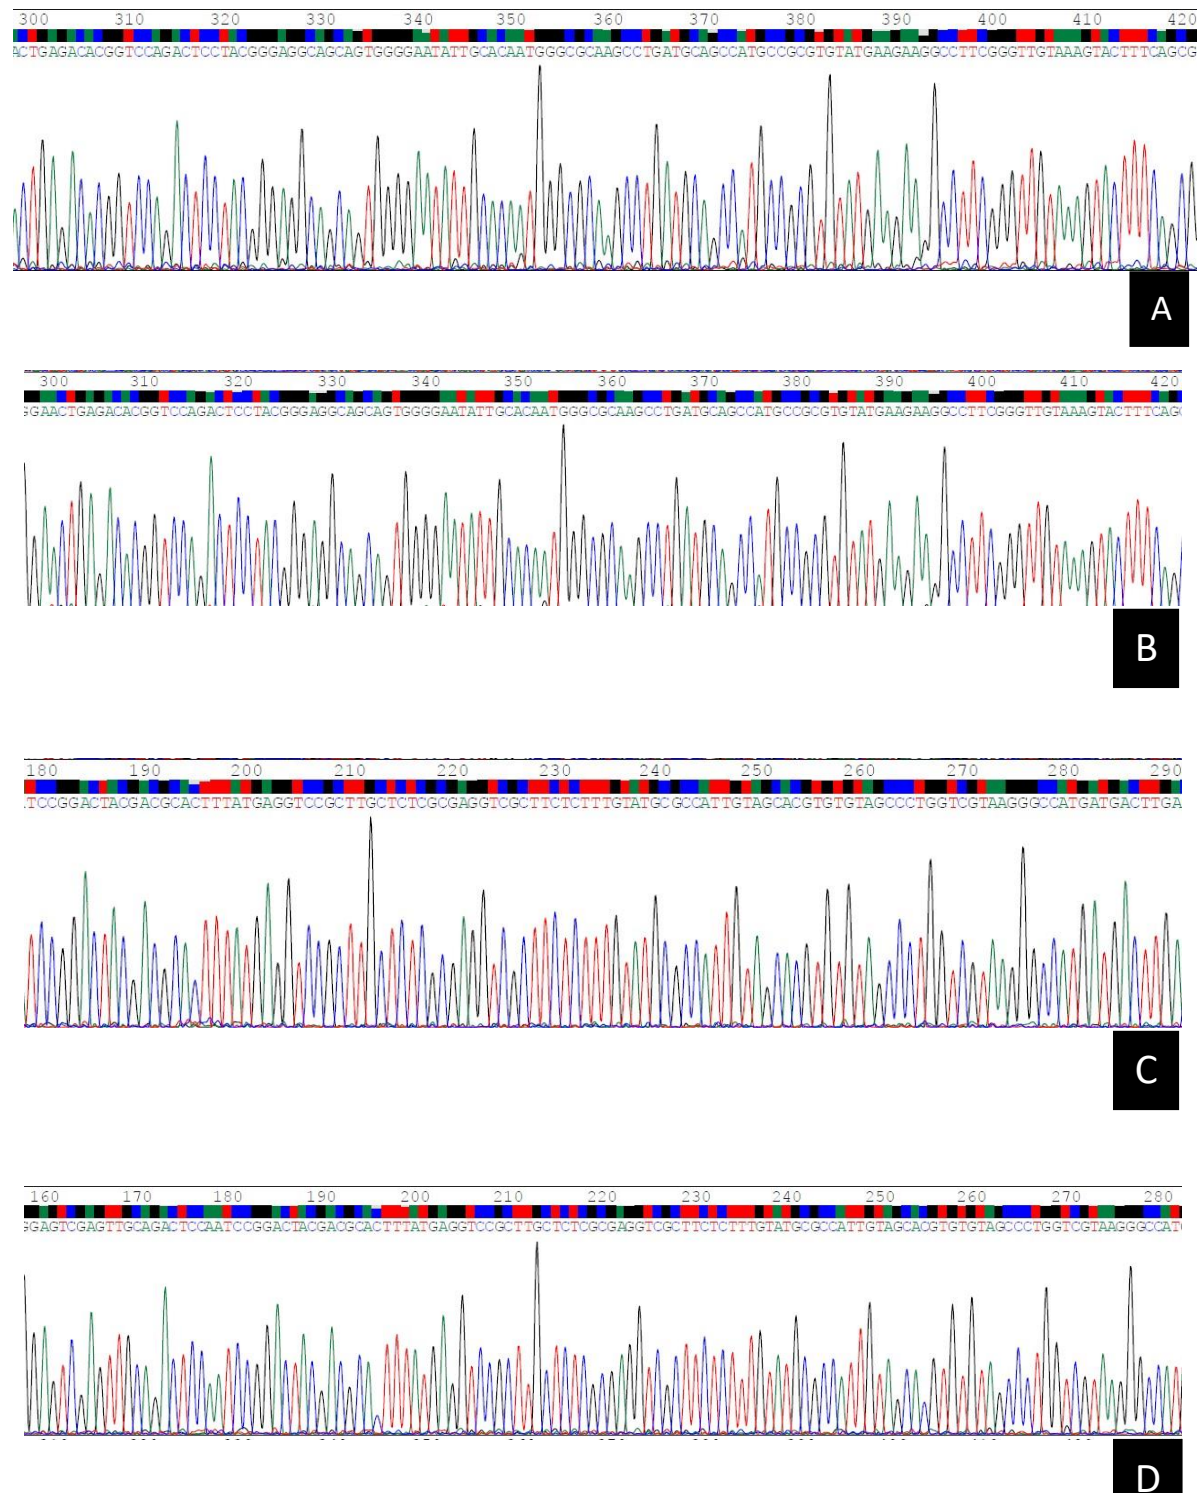 300 310 320 330 340 350 360 370 380 390 400 410 420
ACTGAGACACGGTCCAGACTCCTACGGGAGGCAGCAGTGGGGAATATTGCACAATGGGCGCAAGCCTGATGCAGCCATGCCGCGTGTATGAAGAAGGCCTTCGGGTTGTAAAGTACTTTCAGCG
A
300 310 320 330 340 350 360 370 380 390 400 410 420
GGAACTGAGACACGGTCCAGACTCCTACGGGAGGCAGCAGTGGGGAATATTGCACAATGGGCGCAAGCCTGATGCAGCCATGCCGCGTGTATGAAGAAGGCCTTCGGGTTGTAAAGTACTTTCAG
B
180 190 200 210 220 230 240 250 260 270 280 290
TCCGGACTACGACGCACTTTATGAGGTCCGCTTGCTCTCGCGAGGTCGCTTCTCTTTGTATGCGCCATTGTAGCACGTGTGTAGCCCTGGTCGTAAGGGCCATGATGACTTGA
C
160 170 180 190 200 210 220 230 240 250 260 270 280
GGAGTCGAGTTGCAGACTCCAATCCGGACTACGACGCACTTTATGAGGTCCGCTTGCTCTCGCGAGGTCGCTTCTCTTTGTATGCGCCATTGTAGCACGTGTGTAGCCCTGGTCGTAAGGGCCAT
D